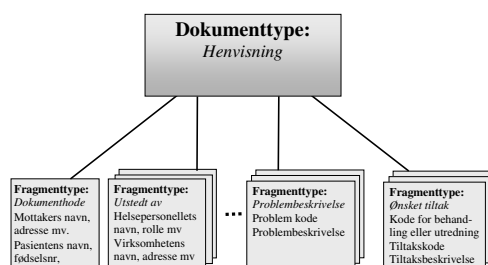 Dokumenttype:
Henvisning
Fragmenttype:
Dokumenthode
Mottakers navn,
adresse mv.
Pasientens navn,
fødselsnr,
Fragmenttype:
Utstedt av
Helsepersonellets
navn, rolle mv
Virksomhetens
navn, adresse mv
...
Fragmenttype:
Problembeskrivelse
Problem kode
Problembeskrivelse
Fragmenttype:
Ønsket tiltak
Kode for behand-
ling eller utredning
Tiltakskode
Tiltaksbeskrivelse